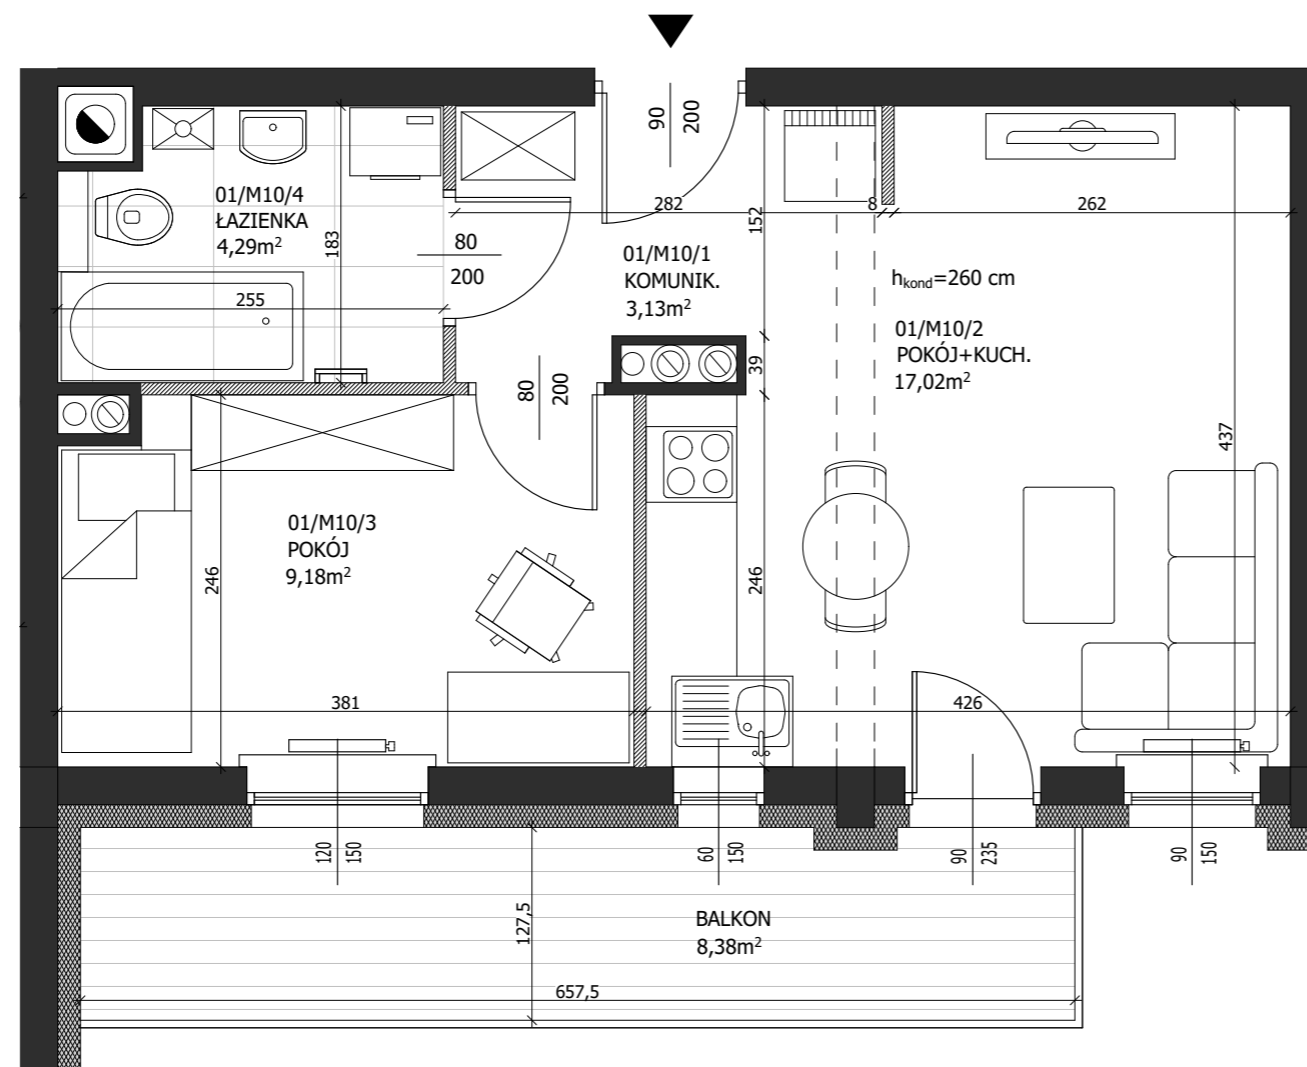 90
200
01/M10/4
ŁAZIENKA
4,29m²
183
255
80
200
282
8
262
152
01/M10/1
KOMUNIK.
3,13m²
hkond=260 cm
01/M10/2
POKÓJ+KUCH.
17,02m²
39
437
80
200
01/M10/3
POKÓJ
9,18m²
246
246
381
426
120
150
60
150
90
235
90
150
BALKON
8,38m²
127,5
657,5